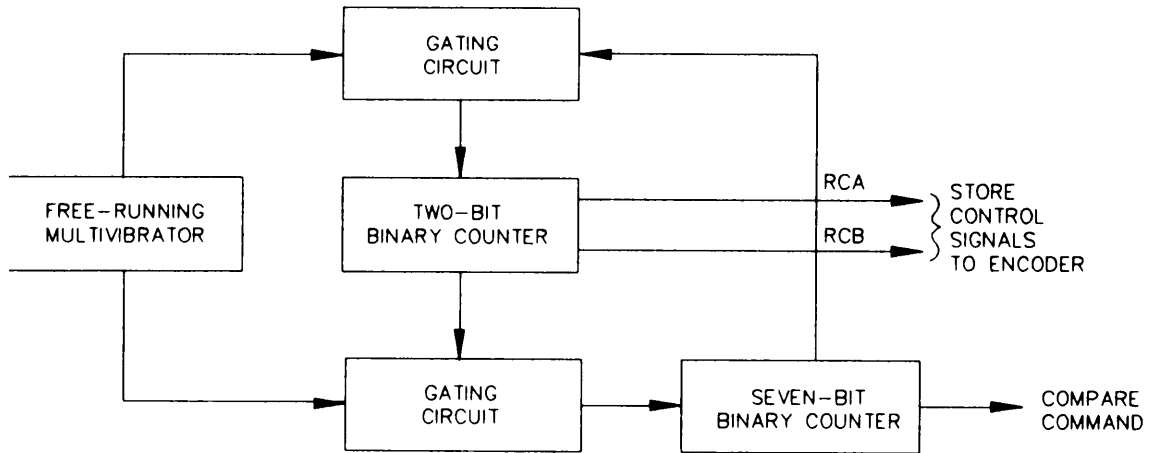 GATING
CIRCUIT
FREE-RUNNING
MULTIVIBRATOR
TWO-BIT
BINARY COUNTER
RCA
RCB
STORE
CONTROL
SIGNALS
TO ENCODER
GATING
CIRCUIT
SEVEN-BIT
BINARY COUNTER
COMPARE
COMMAND